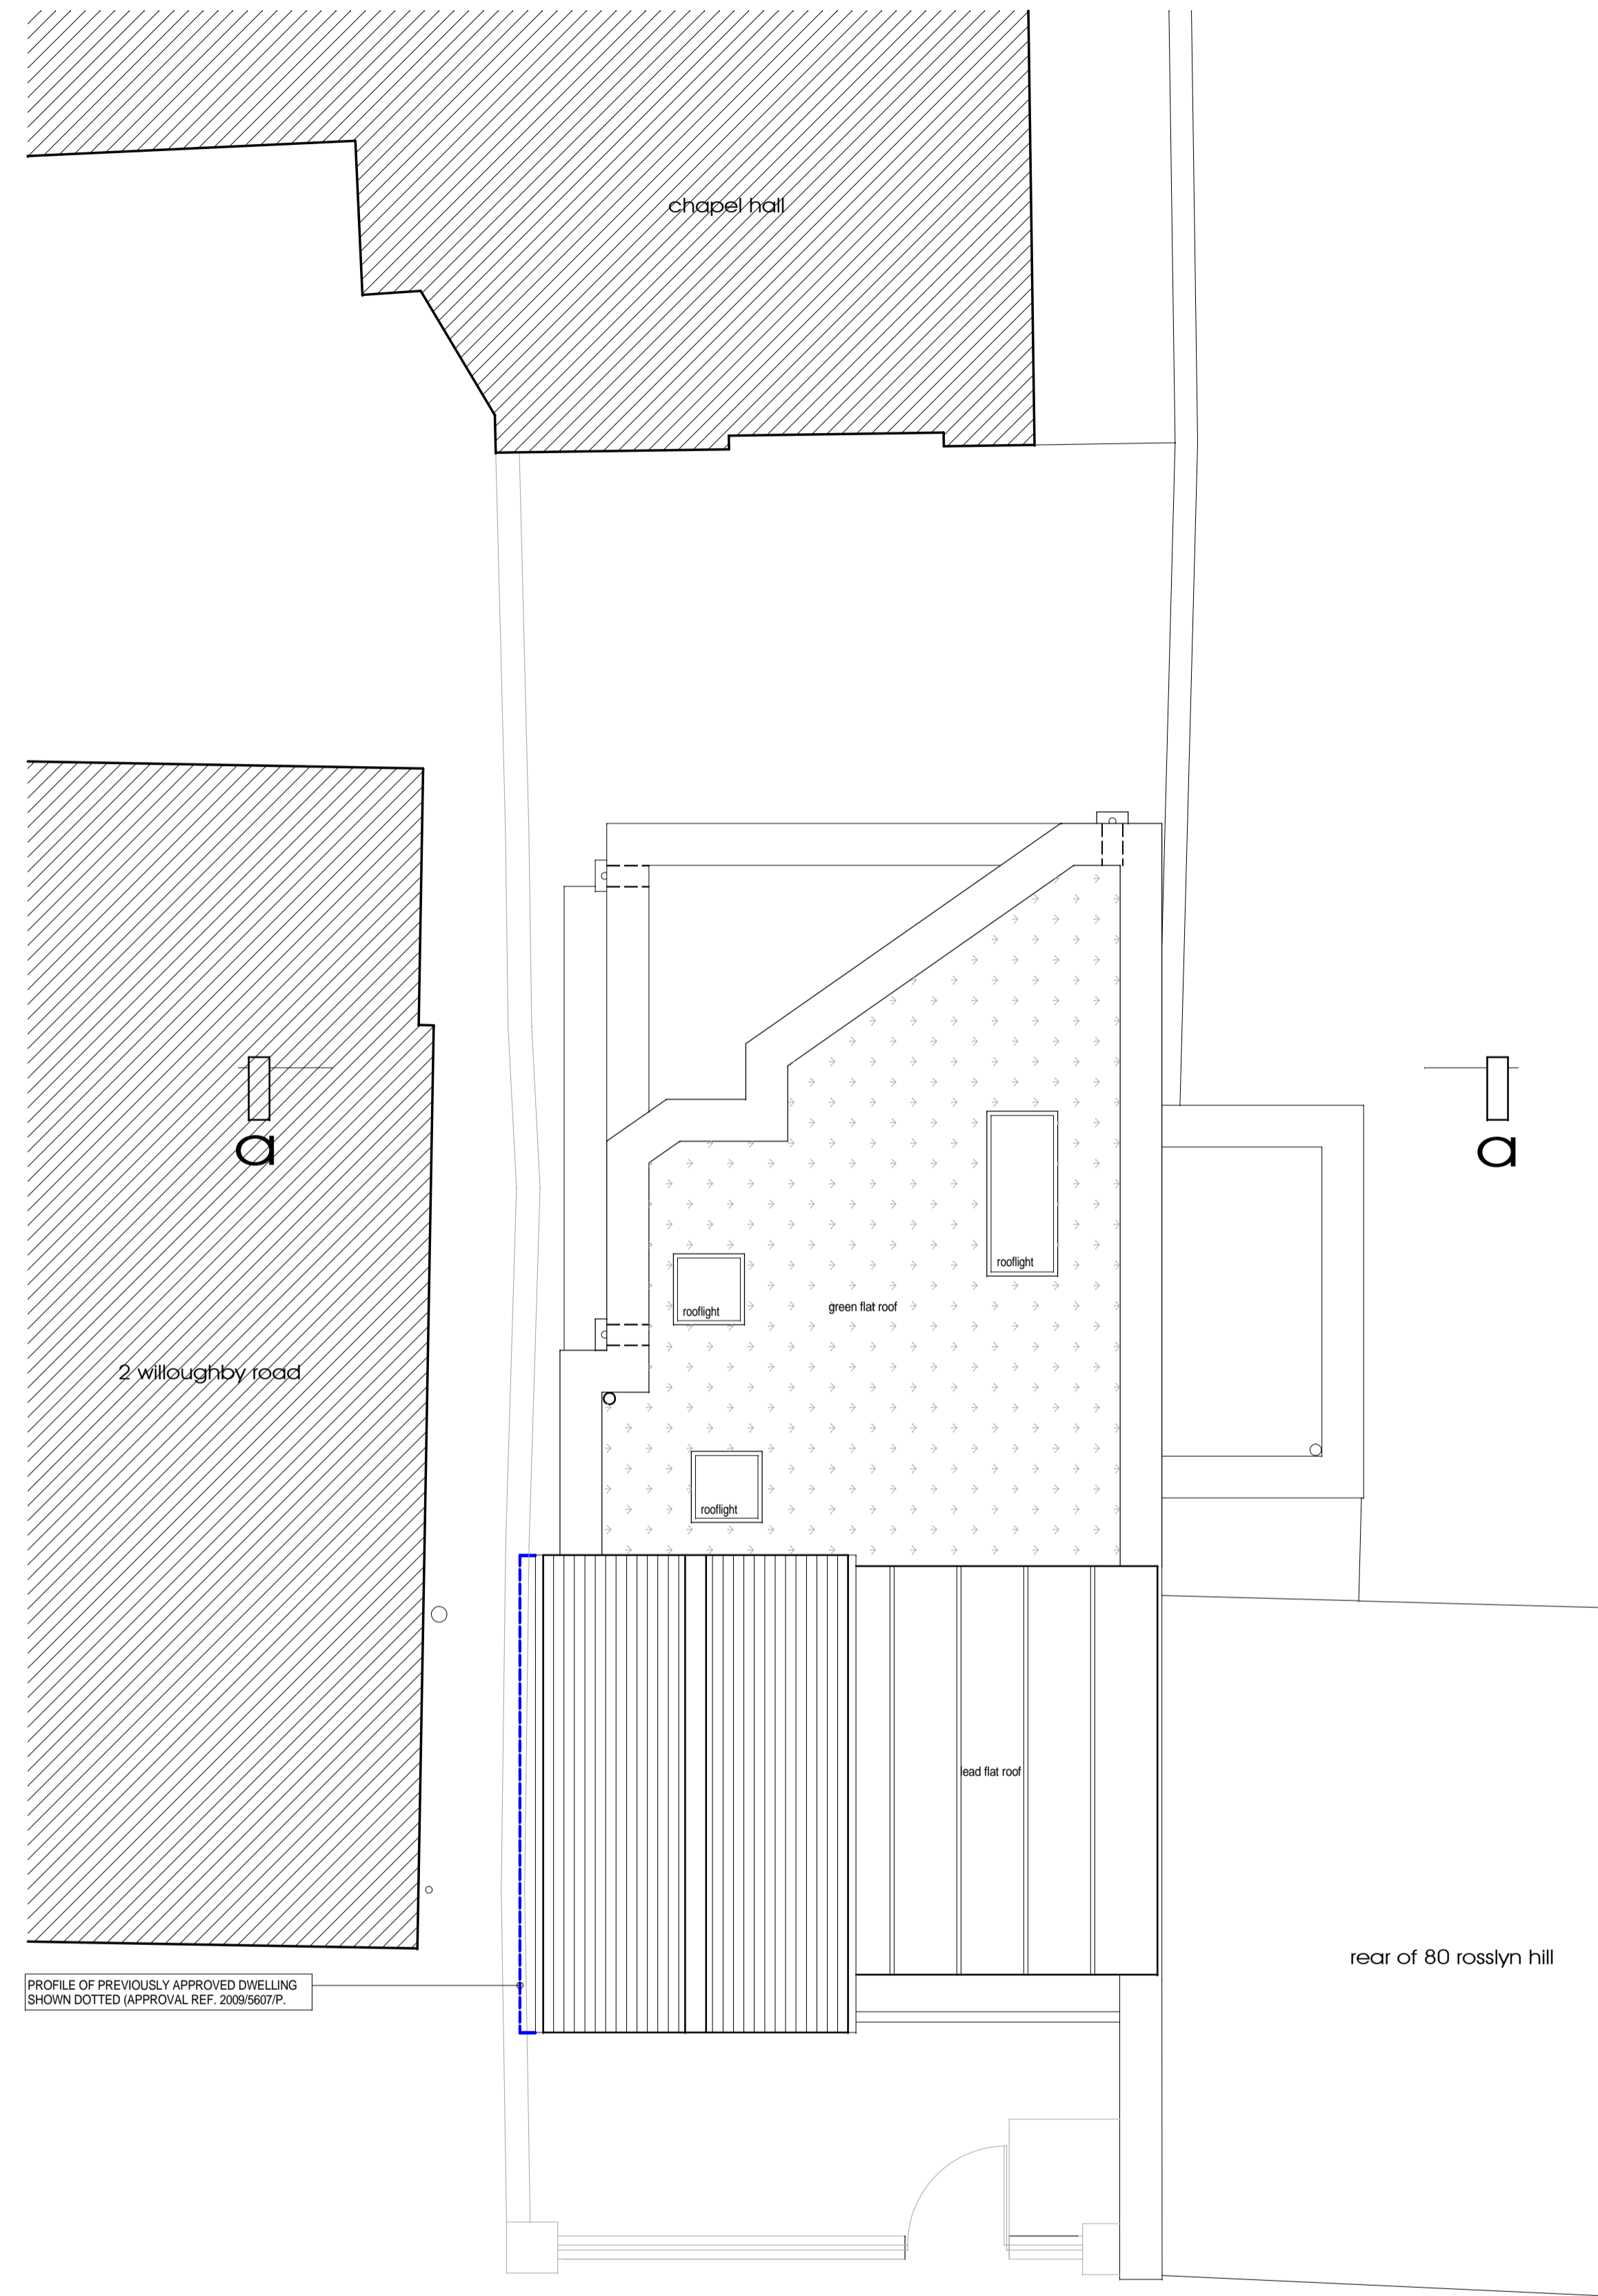 chapel hall
a
a
rooflight
green flat roof
rooflight
2 willoughby road
rooflight
lead flat roof
rear of 80 rosslyn hill
PROFILE OF PREVIOUSLY APPROVED DWELLING
SHOWN DOTTED (APPROVAL REF. 2009/5607/P.